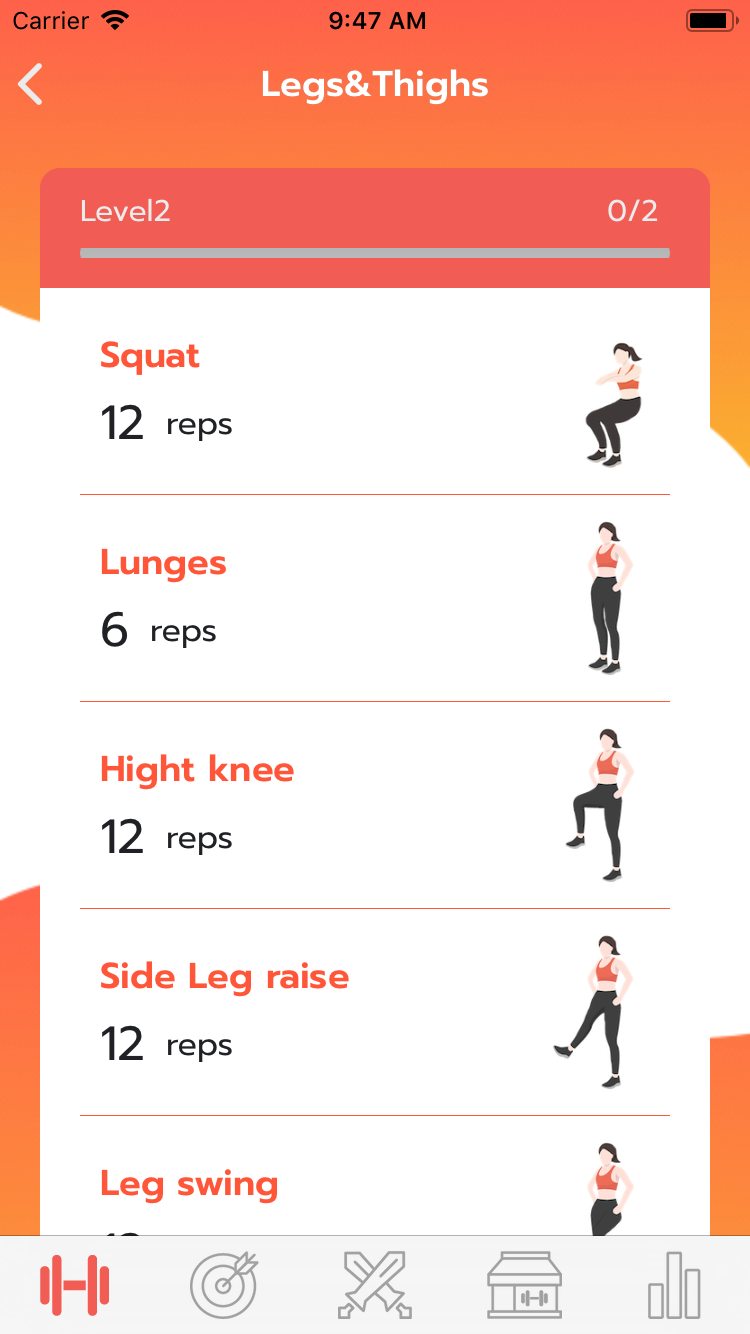 Carrier 9:47 AM
Legs&Thighs
Level2 0/2
Squat
12 reps
Lunges
6 reps
Hight knee
12 reps
Side Leg raise
12 reps
Leg swing